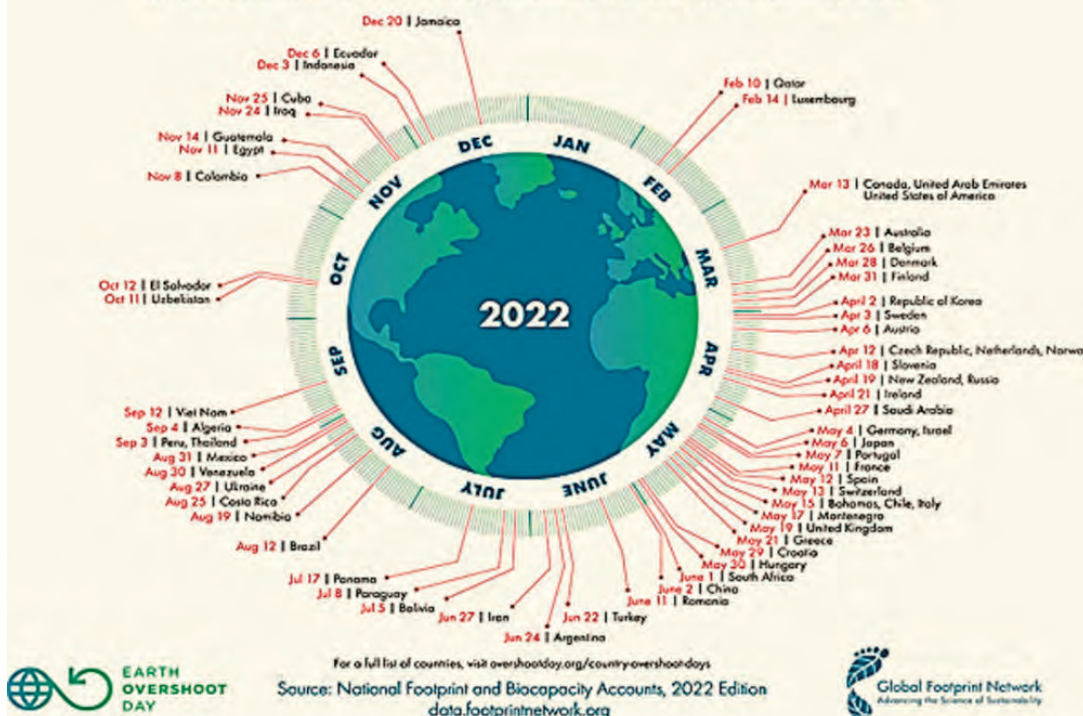 Dec 20 | Jamaica
Dec 6 | Ecuador
Dec 3 | Indonesia
Nov 25 | Cuba
Nov 24 | Iraq
Nov 14 | Guatemala
Nov 11 | Egypt
Nov 8 | Colombia
Oct 12 | El Salvador
Oct 11 | Uzbekistan
Sep 12 | Viet Nam
Sep 4 | Algeria
Sep 3 | Peru, Thailand
Aug 31 | Mexico
Aug 30 | Venezuela
Aug 27 | Ukraine
Aug 25 | Costa Rica
Aug 19 | Namibia
Aug 12 | Brazil
Jul 17 | Panama
Jul 8 | Paraguay
Jul 5 | Bolivia
Jun 27 | Iran
Jun 24 | Argentina
Jun 22 | Turkey
Feb 10 | Qatar
Feb 14 | Luxembourg
Mar 13 | Canada, United Arab Emirates
United States of America
Mar 23 | Australia
Mar 26 | Belgium
Mar 28 | Denmark
Mar 31 | Finland
April 2 | Republic of Korea
Apr 3 | Sweden
Apr 6 | Austria
Apr 12 | Czech Republic, Netherlands, Norwa
April 18 | Slovenia
April 19 | New Zealand, Russia
April 21 | Ireland
April 27 | Saudi Arabia
May 4 | Germany, Israel
May 6 | Japan
May 7 | Portugal
May 11 | France
May 12 | Spain
May 13 | Switzerland
May 15 | Bahamas, Chile, Italy
May 17 | Montenegro
May 19 | United Kingdom
May 21 | Greece
May 29 | Croatia
May 30 | Hungary
June 1 | South Africa
June 2 | China
June 11 | Romania
JAN
FEB
MAR
APR
MAY
JUNE
JULY
AUG
SEP
OCT
NOV
DEC
2022
For a full list of countries, visit overshootday.org/country-overshoot-days
Source: National Footprint and Biocapacity Accounts, 2022 Edition
data.footprintnetwork.org
EARTH
OVERSHOOT
DAY
Global Footprint Network
Advancing the Science of Sustainability